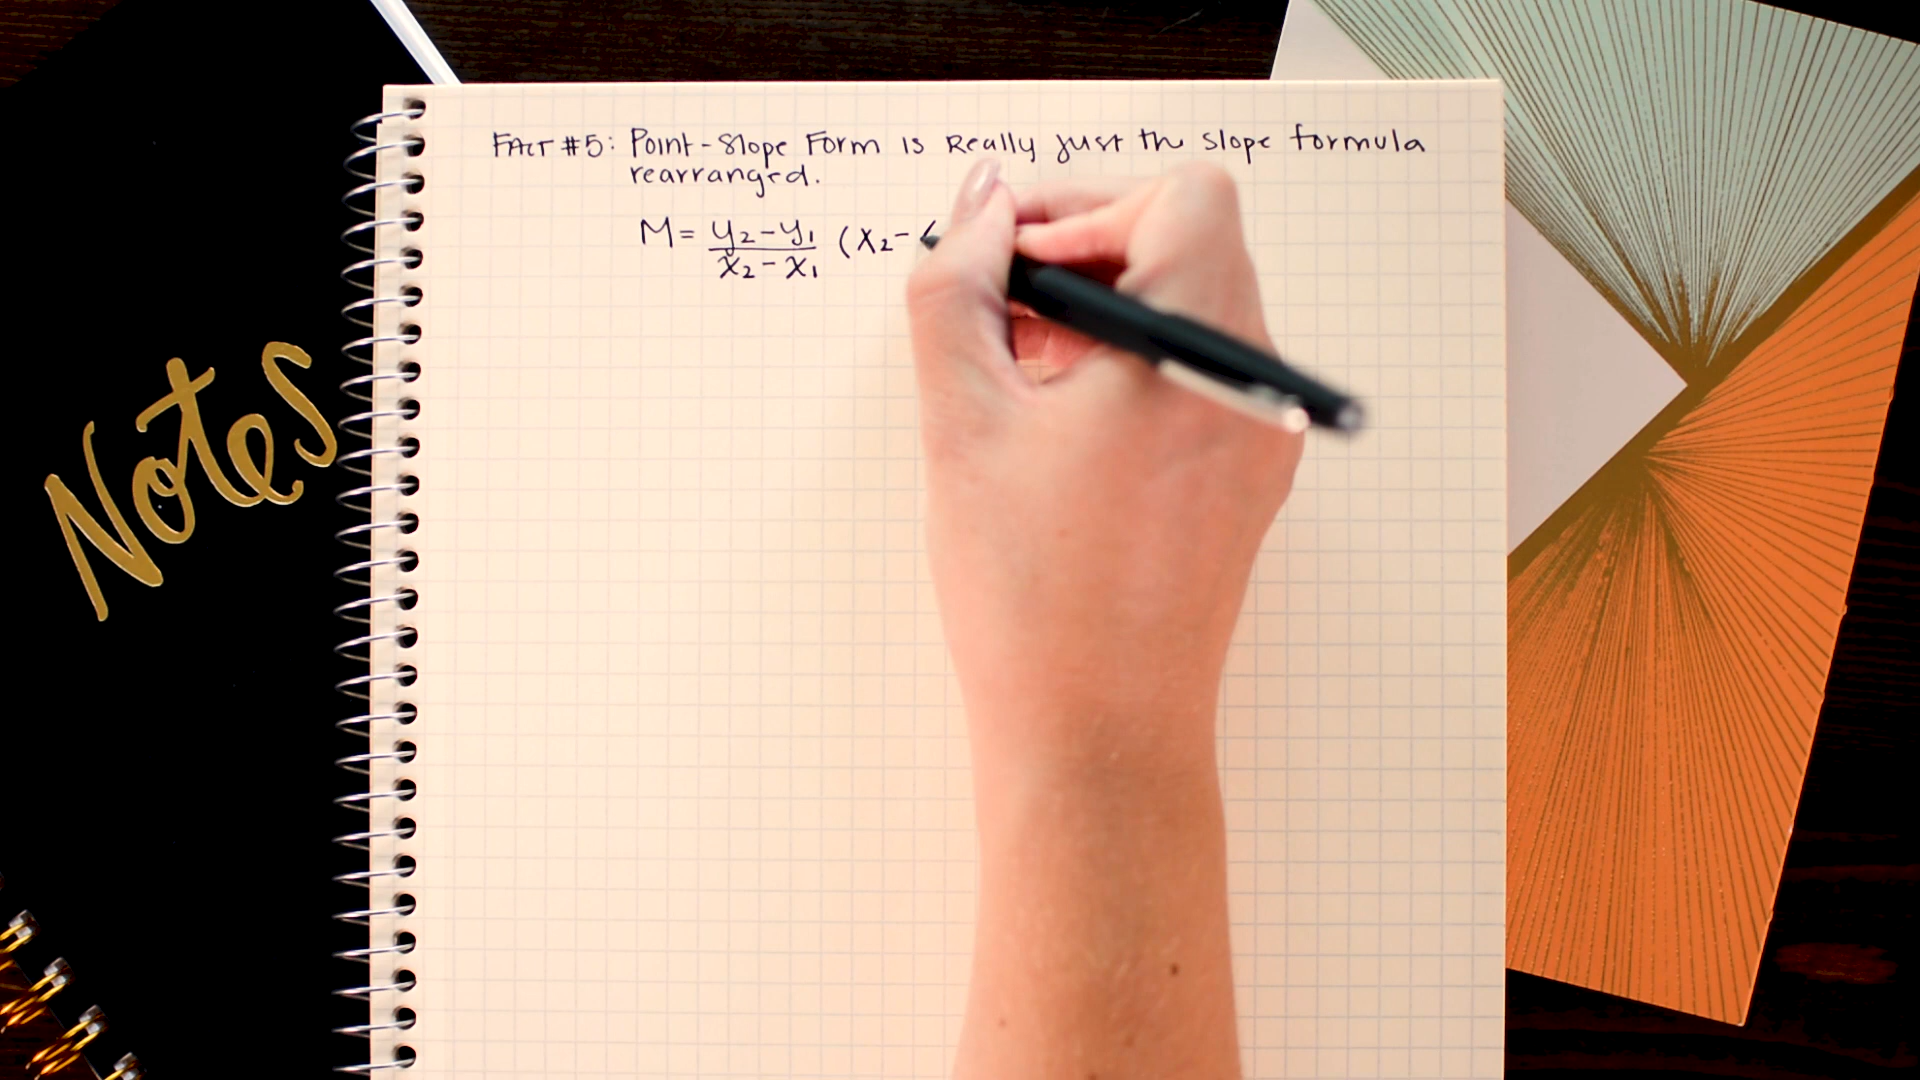 Notes
FACT #5: Point-Slope Form is Really just the slope formula
rearranged.
M = y₂-y₁ (x₂-
x₂-x₁